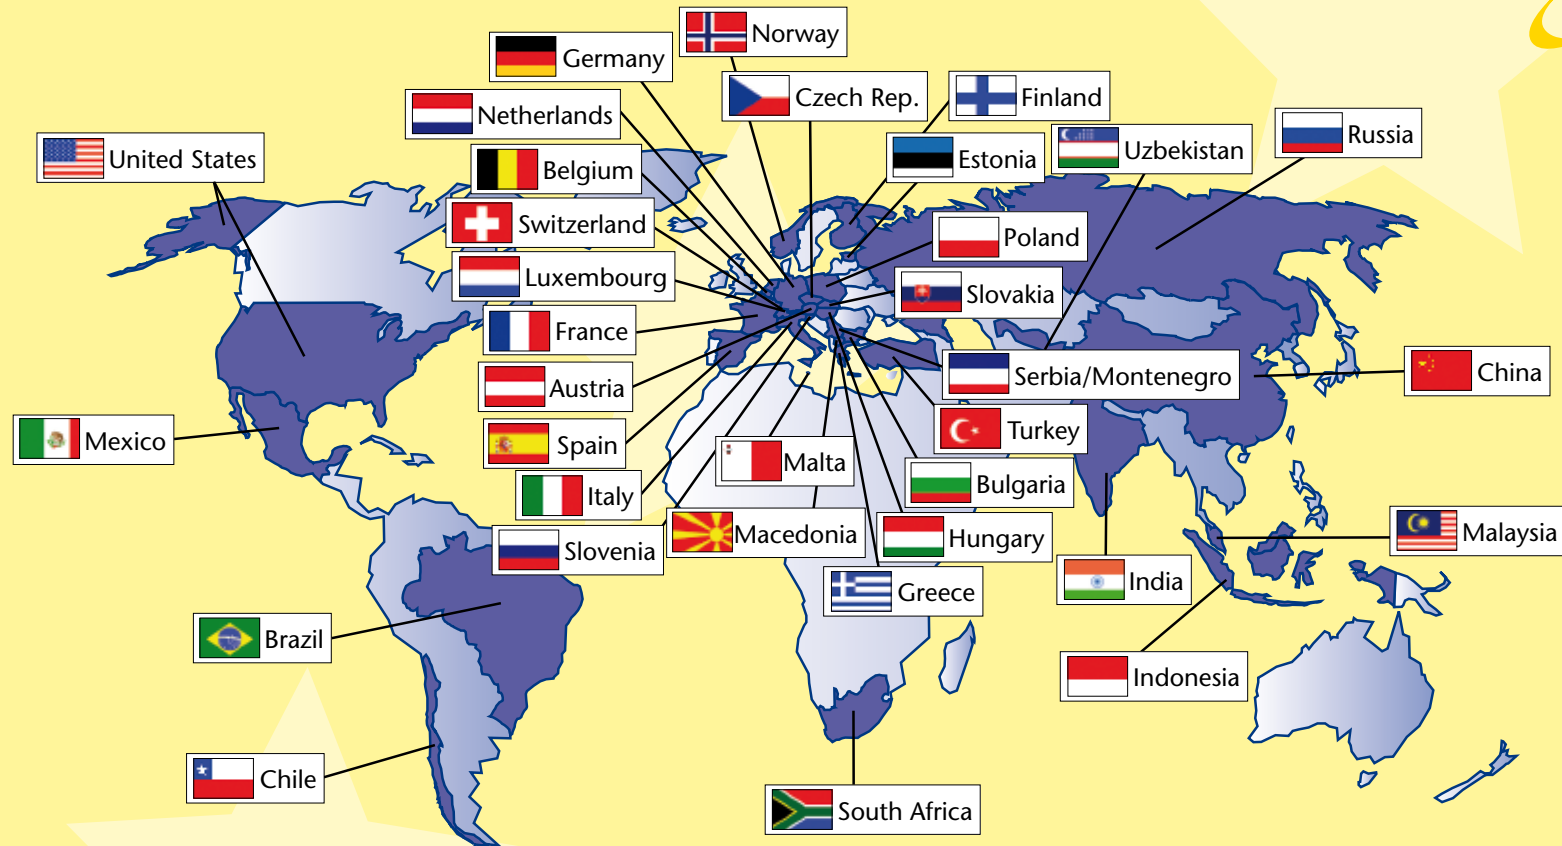 Norway
Germany
Czech Rep.
Finland
Netherlands
Russia
Uzbekistan
United States
Estonia
Belgium
Switzerland
Poland
Luxembourg
Slovakia
France
China
Serbia/Montenegro
Austria
Turkey
Mexico
Spain
Malta
Bulgaria
Italy
Macedonia
Hungary
Malaysia
Slovenia
India
Greece
Brazil
Indonesia
Chile
South Africa